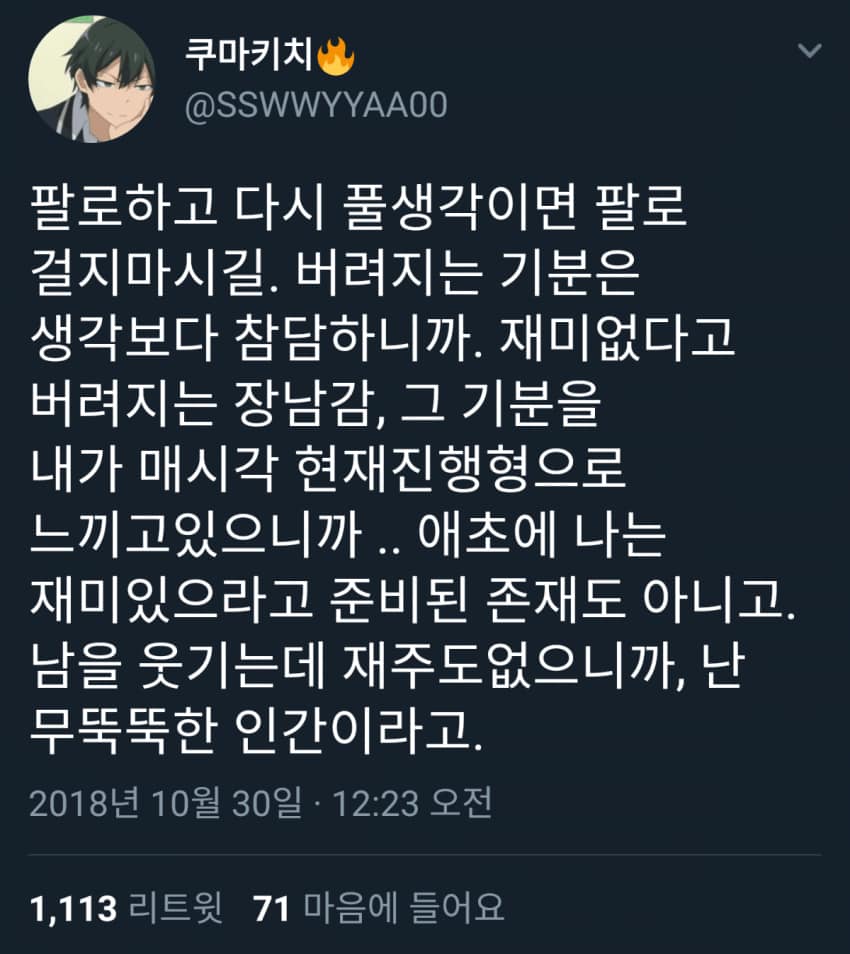 쿠마키치🔥
@SSWWYYAA00
팔로하고 다시 풀생각이면 팔로
걸지마시길. 버려지는 기분은
생각보다 참담하니까. 재미없다고
버려지는 장남감, 그 기분을
내가 매시각 현재진행형으로
느끼고있으니까 .. 애초에 나는
재미있으라고 준비된 존재도 아니고.
남을 웃기는데 재주도없으니까, 난
무뚝뚝한 인간이라고.
2018년 10월 30일 · 12:23 오전
1,113 리트윗 71 마음에 들어요